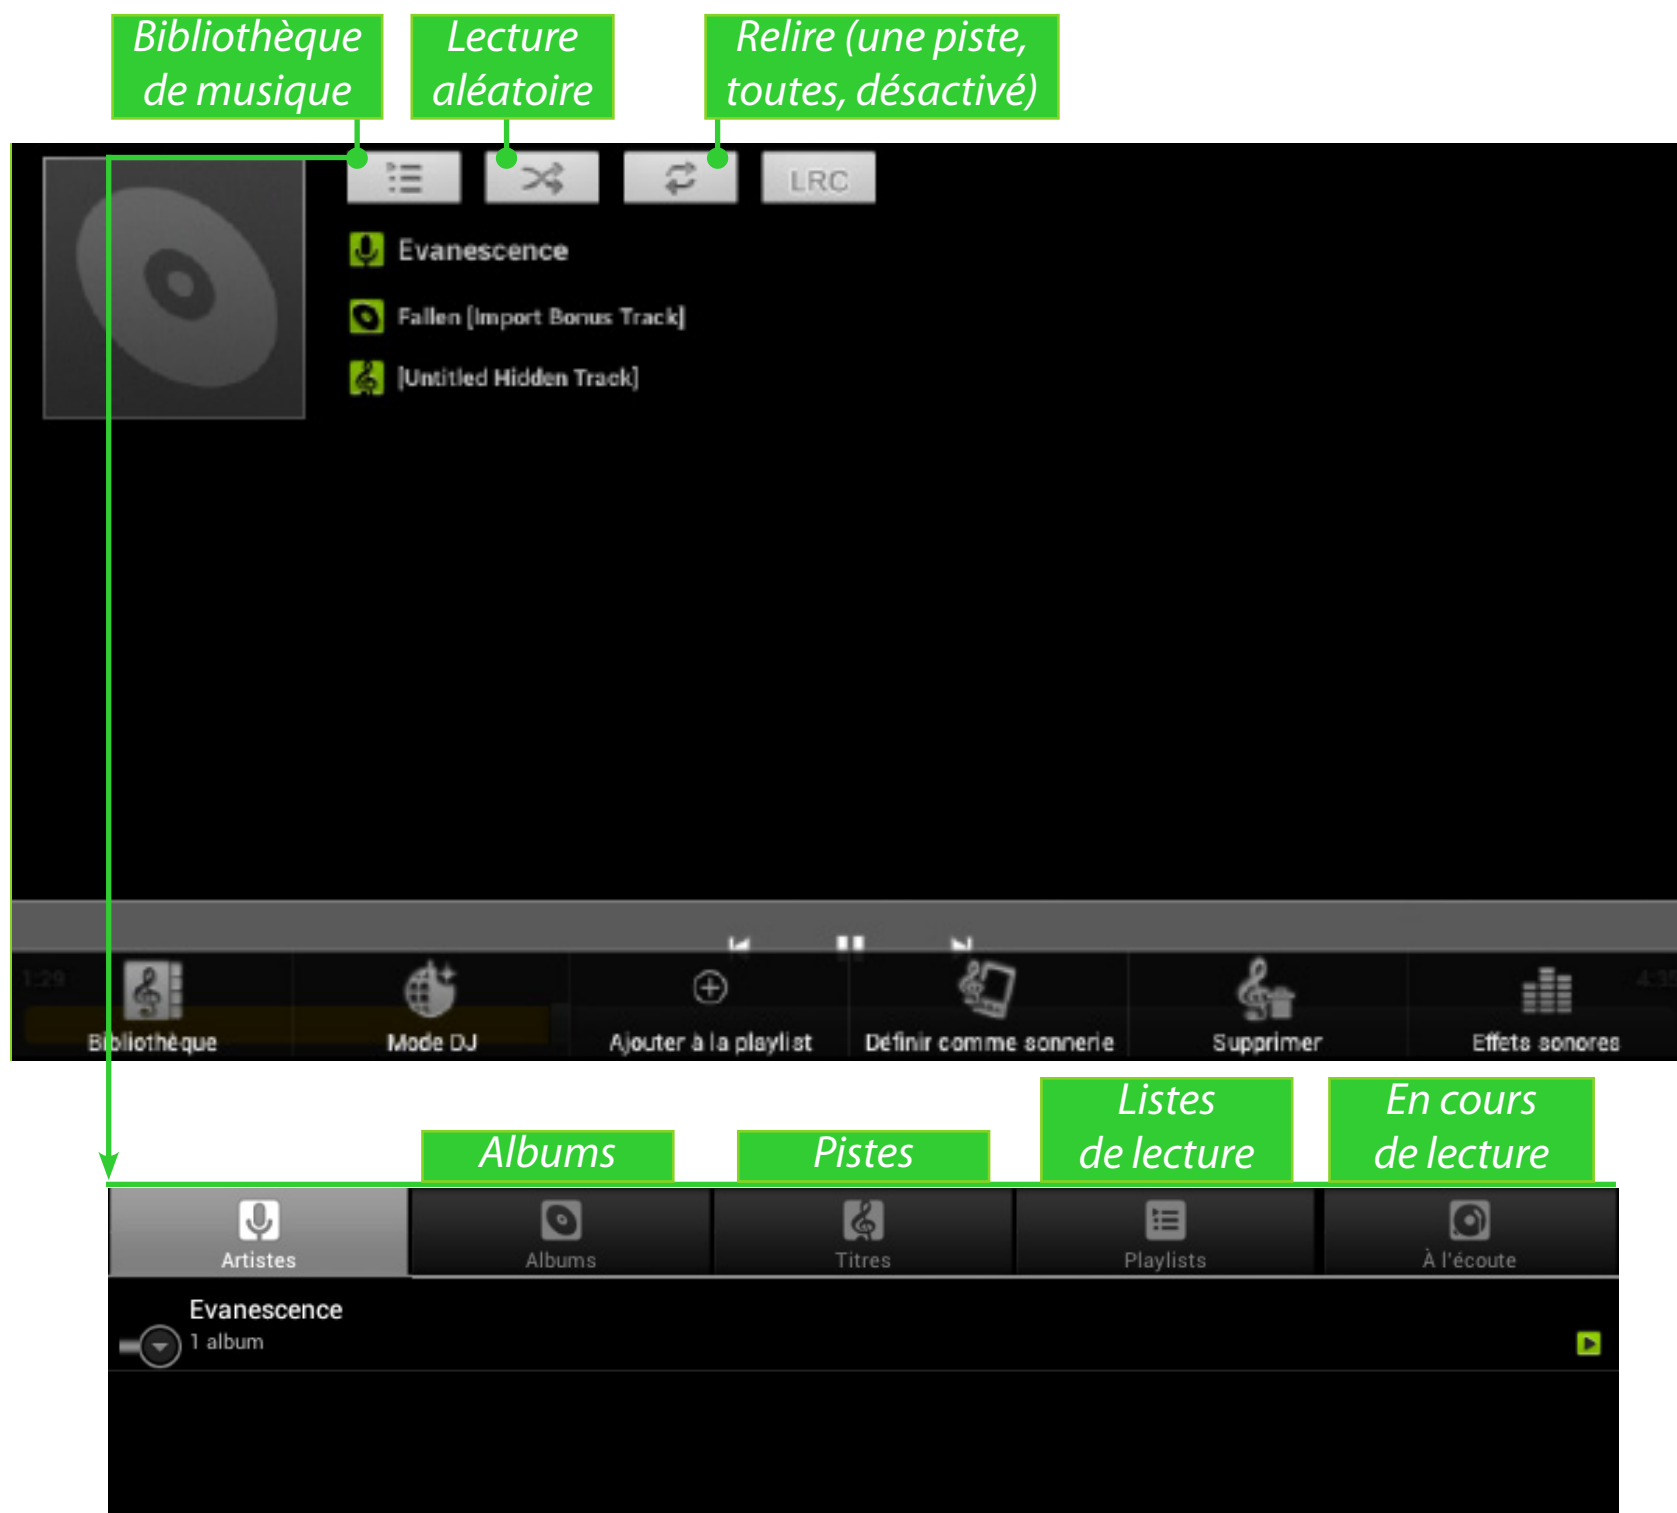 Bibliothèque
de musique
Lecture
aléatoire
Relire (une piste,
toutes, désactivé)
LRC
Evanescence
Fallen [Import Bonus Track]
[Untitled Hidden Track]
1:29
Bibliothèque
Mode DJ
Ajouter à la playlist
Définir comme sonnerie
Supprimer
Effets sonores
Albums
Pistes
Listes
de lecture
En cours
de lecture
Artistes
Albums
Titres
Playlists
À l'écoute
Evanescence
1 album